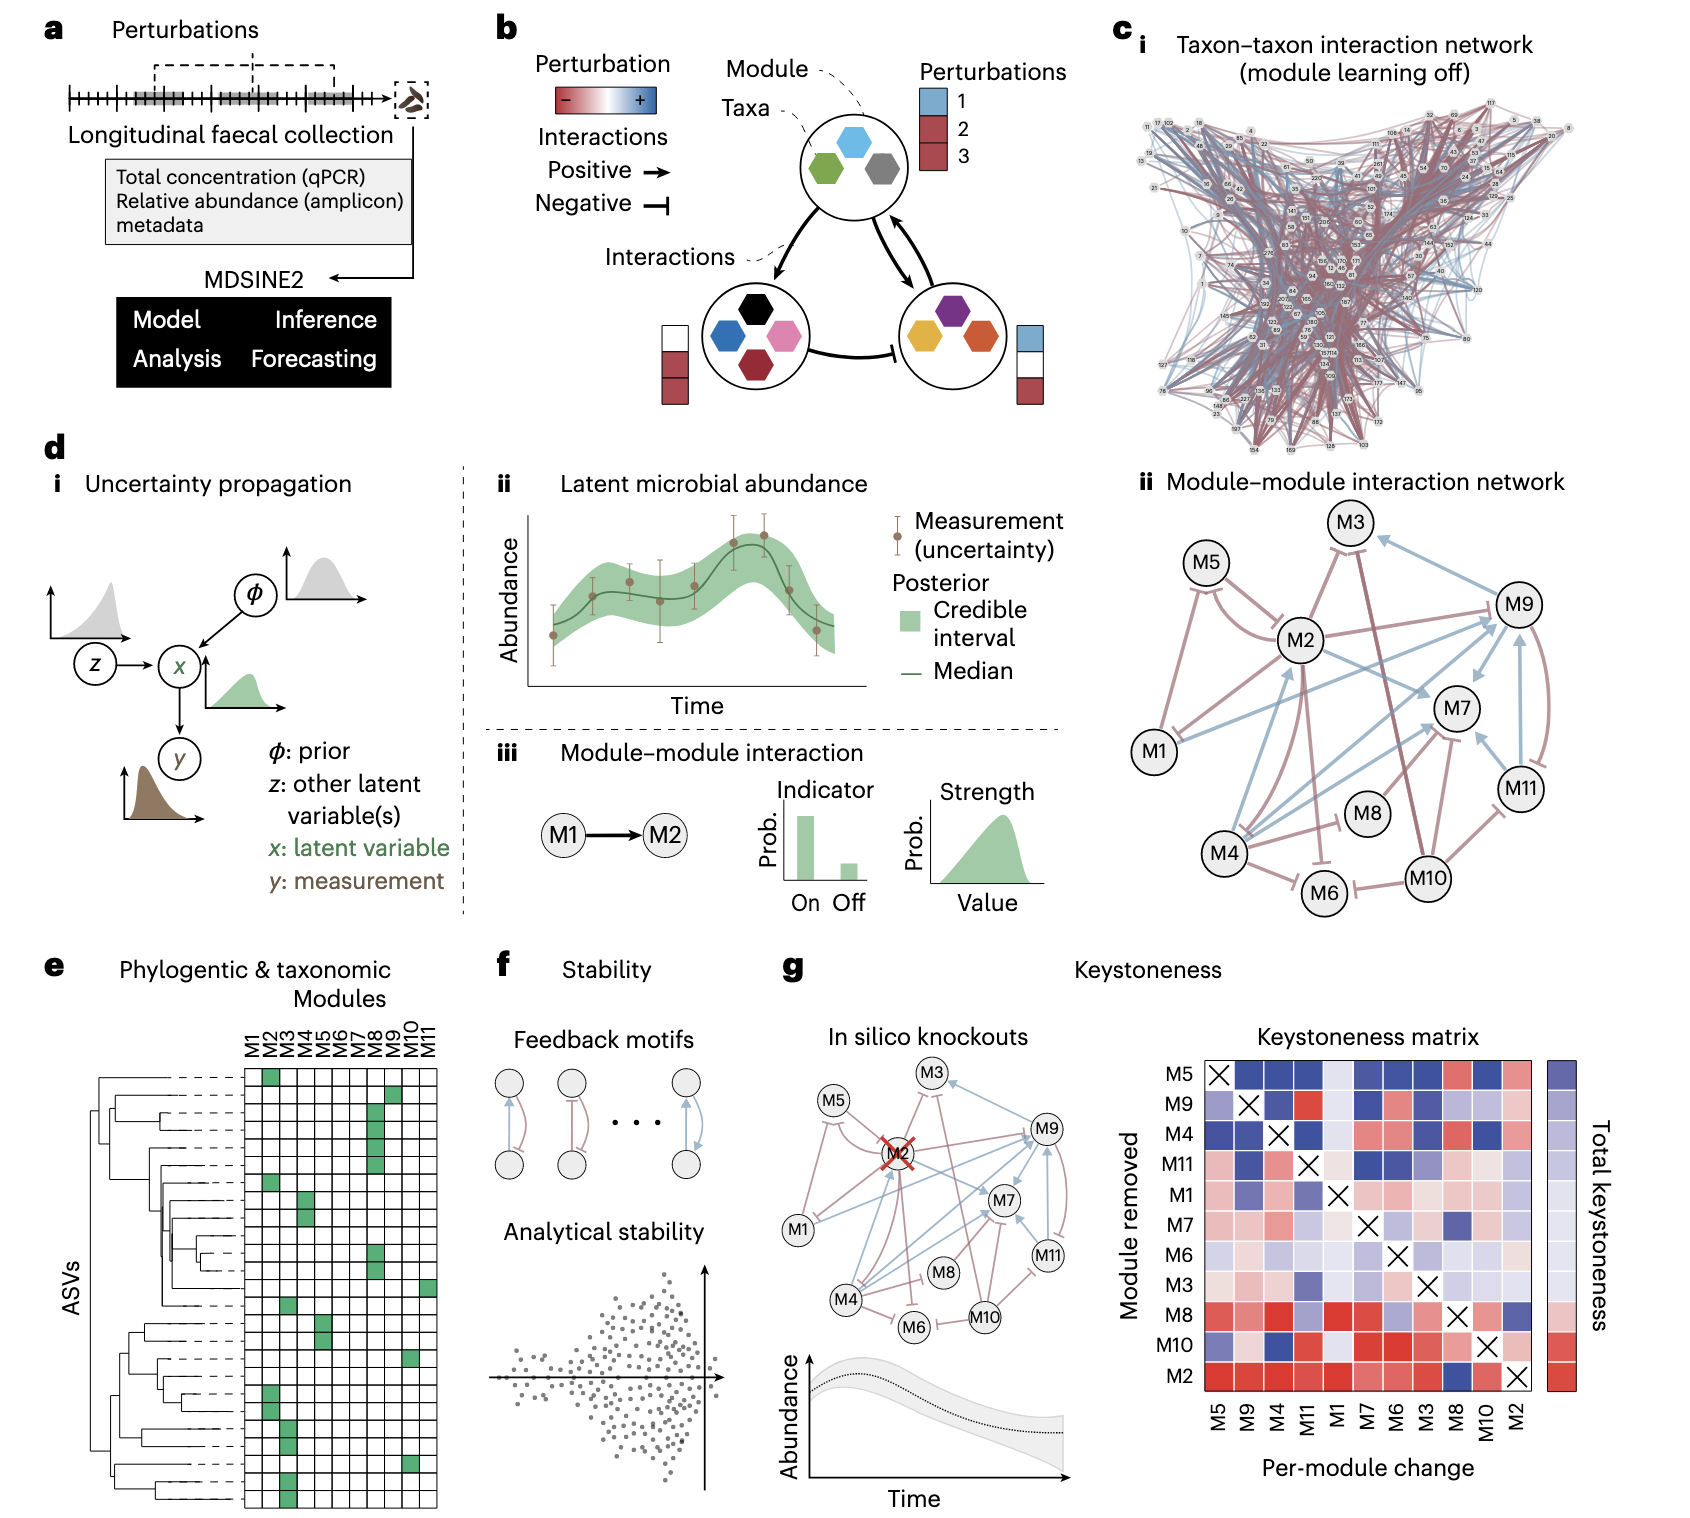 a
Perturbations
Longitudinal faecal collection
Total concentration (qPCR)
Relative abundance (amplicon)
metadata
MDSINE2
Model Inference
Analysis Forecasting
b
Perturbation
– +
Interactions
Positive
Negative
Module
Taxa
Interactions
Perturbations
1
2
3
c
i Taxon–taxon interaction network
(module learning off)
ii Module–module interaction network
M3
M5
M9
M2
M7
M1
M11
M8
M4
M10
M6
d
i Uncertainty propagation
ϕ
z
x
y
ϕ: prior
z: other latent
variable(s)
x: latent variable
y: measurement
ii Latent microbial abundance
Abundance
Time
Measurement
(uncertainty)
Posterior
Credible
interval
Median
iii Module–module interaction
M1 M2
Indicator
Prob.
On Off
Strength
Prob.
Value
e
Phylogentic & taxonomic
Modules
M1 M2 M3 M4 M5 M6 M7 M8 M9 M10 M11
ASVs
f
Stability
Feedback motifs
Analytical stability
g
Keystoneness
In silico knockouts
M3
M5
M9
M2
M7
M1
M11
M8
M4
M10
M6
Abundance
Time
Keystoneness matrix
Module removed
M5
M9
M4
M11
M1
M7
M6
M3
M8
M10
M2
M5 M9 M4 M11 M1 M7 M6 M3 M8 M10 M2
Per-module change
Total keystoneness